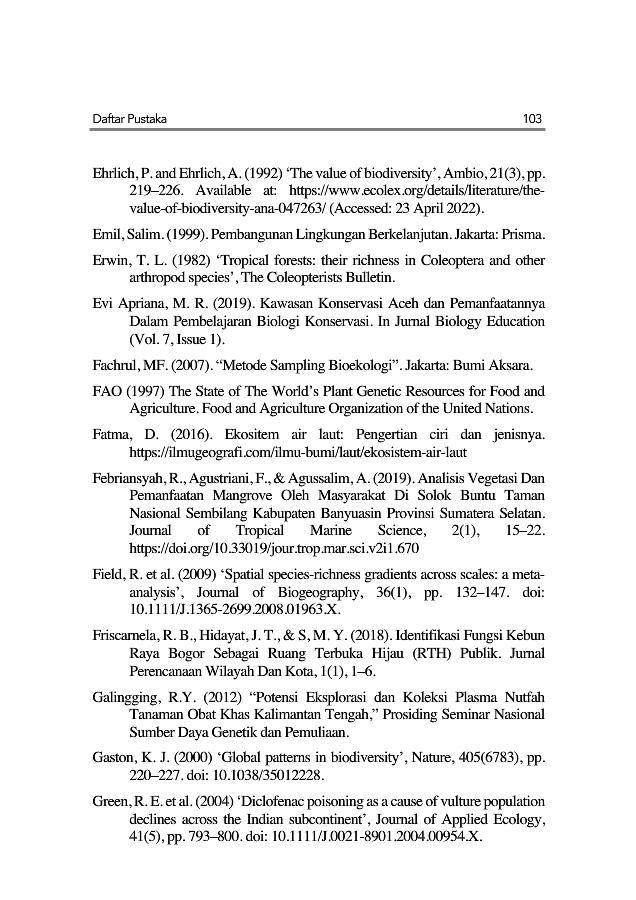 Daftar Pustaka 103
Ehrlich, P. and Ehrlich, A. (1992) ‘The value of biodiversity’, Ambio, 21(3), pp.
219–226. Available at: https://www.ecolex.org/details/literature/the-
value-of-biodiversity-ana-047263/ (Accessed: 23 April 2022).
Emil, Salim. (1999). Pembangunan Lingkungan Berkelanjutan. Jakarta: Prisma.
Erwin, T. L. (1982) ‘Tropical forests: their richness in Coleoptera and other
arthropod species’, The Coleopterists Bulletin.
Evi Apriana, M. R. (2019). Kawasan Konservasi Aceh dan Pemanfaatannya
Dalam Pembelajaran Biologi Konservasi. In Jurnal Biology Education
(Vol. 7, Issue 1).
Fachrul, MF. (2007). “Metode Sampling Bioekologi”. Jakarta: Bumi Aksara.
FAO (1997) The State of The World’s Plant Genetic Resources for Food and
Agriculture. Food and Agriculture Organization of the United Nations.
Fatma, D. (2016). Ekositem air laut: Pengertian ciri dan jenisnya.
https://ilmugeografi.com/ilmu-bumi/laut/ekosistem-air-laut
Febriansyah, R., Agustriani, F., & Agussalim, A. (2019). Analisis Vegetasi Dan
Pemanfaatan Mangrove Oleh Masyarakat Di Solok Buntu Taman
Nasional Sembilang Kabupaten Banyuasin Provinsi Sumatera Selatan.
Journal of Tropical Marine Science, 2(1), 15–22.
https://doi.org/10.33019/jour.trop.mar.sci.v2i1.670
Field, R. et al. (2009) ‘Spatial species-richness gradients across scales: a meta-
analysis’, Journal of Biogeography, 36(1), pp. 132–147. doi:
10.1111/J.1365-2699.2008.01963.X.
Friscarnela, R. B., Hidayat, J. T., & S, M. Y. (2018). Identifikasi Fungsi Kebun
Raya Bogor Sebagai Ruang Terbuka Hijau (RTH) Publik. Jurnal
Perencanaan Wilayah Dan Kota, 1(1), 1–6.
Galingging, R.Y. (2012) “Potensi Eksplorasi dan Koleksi Plasma Nutfah
Tanaman Obat Khas Kalimantan Tengah,” Prosiding Seminar Nasional
Sumber Daya Genetik dan Pemuliaan.
Gaston, K. J. (2000) ‘Global patterns in biodiversity’, Nature, 405(6783), pp.
220–227. doi: 10.1038/35012228.
Green, R. E. et al. (2004) ‘Diclofenac poisoning as a cause of vulture population
declines across the Indian subcontinent’, Journal of Applied Ecology,
41(5), pp. 793–800. doi: 10.1111/J.0021-8901.2004.00954.X.